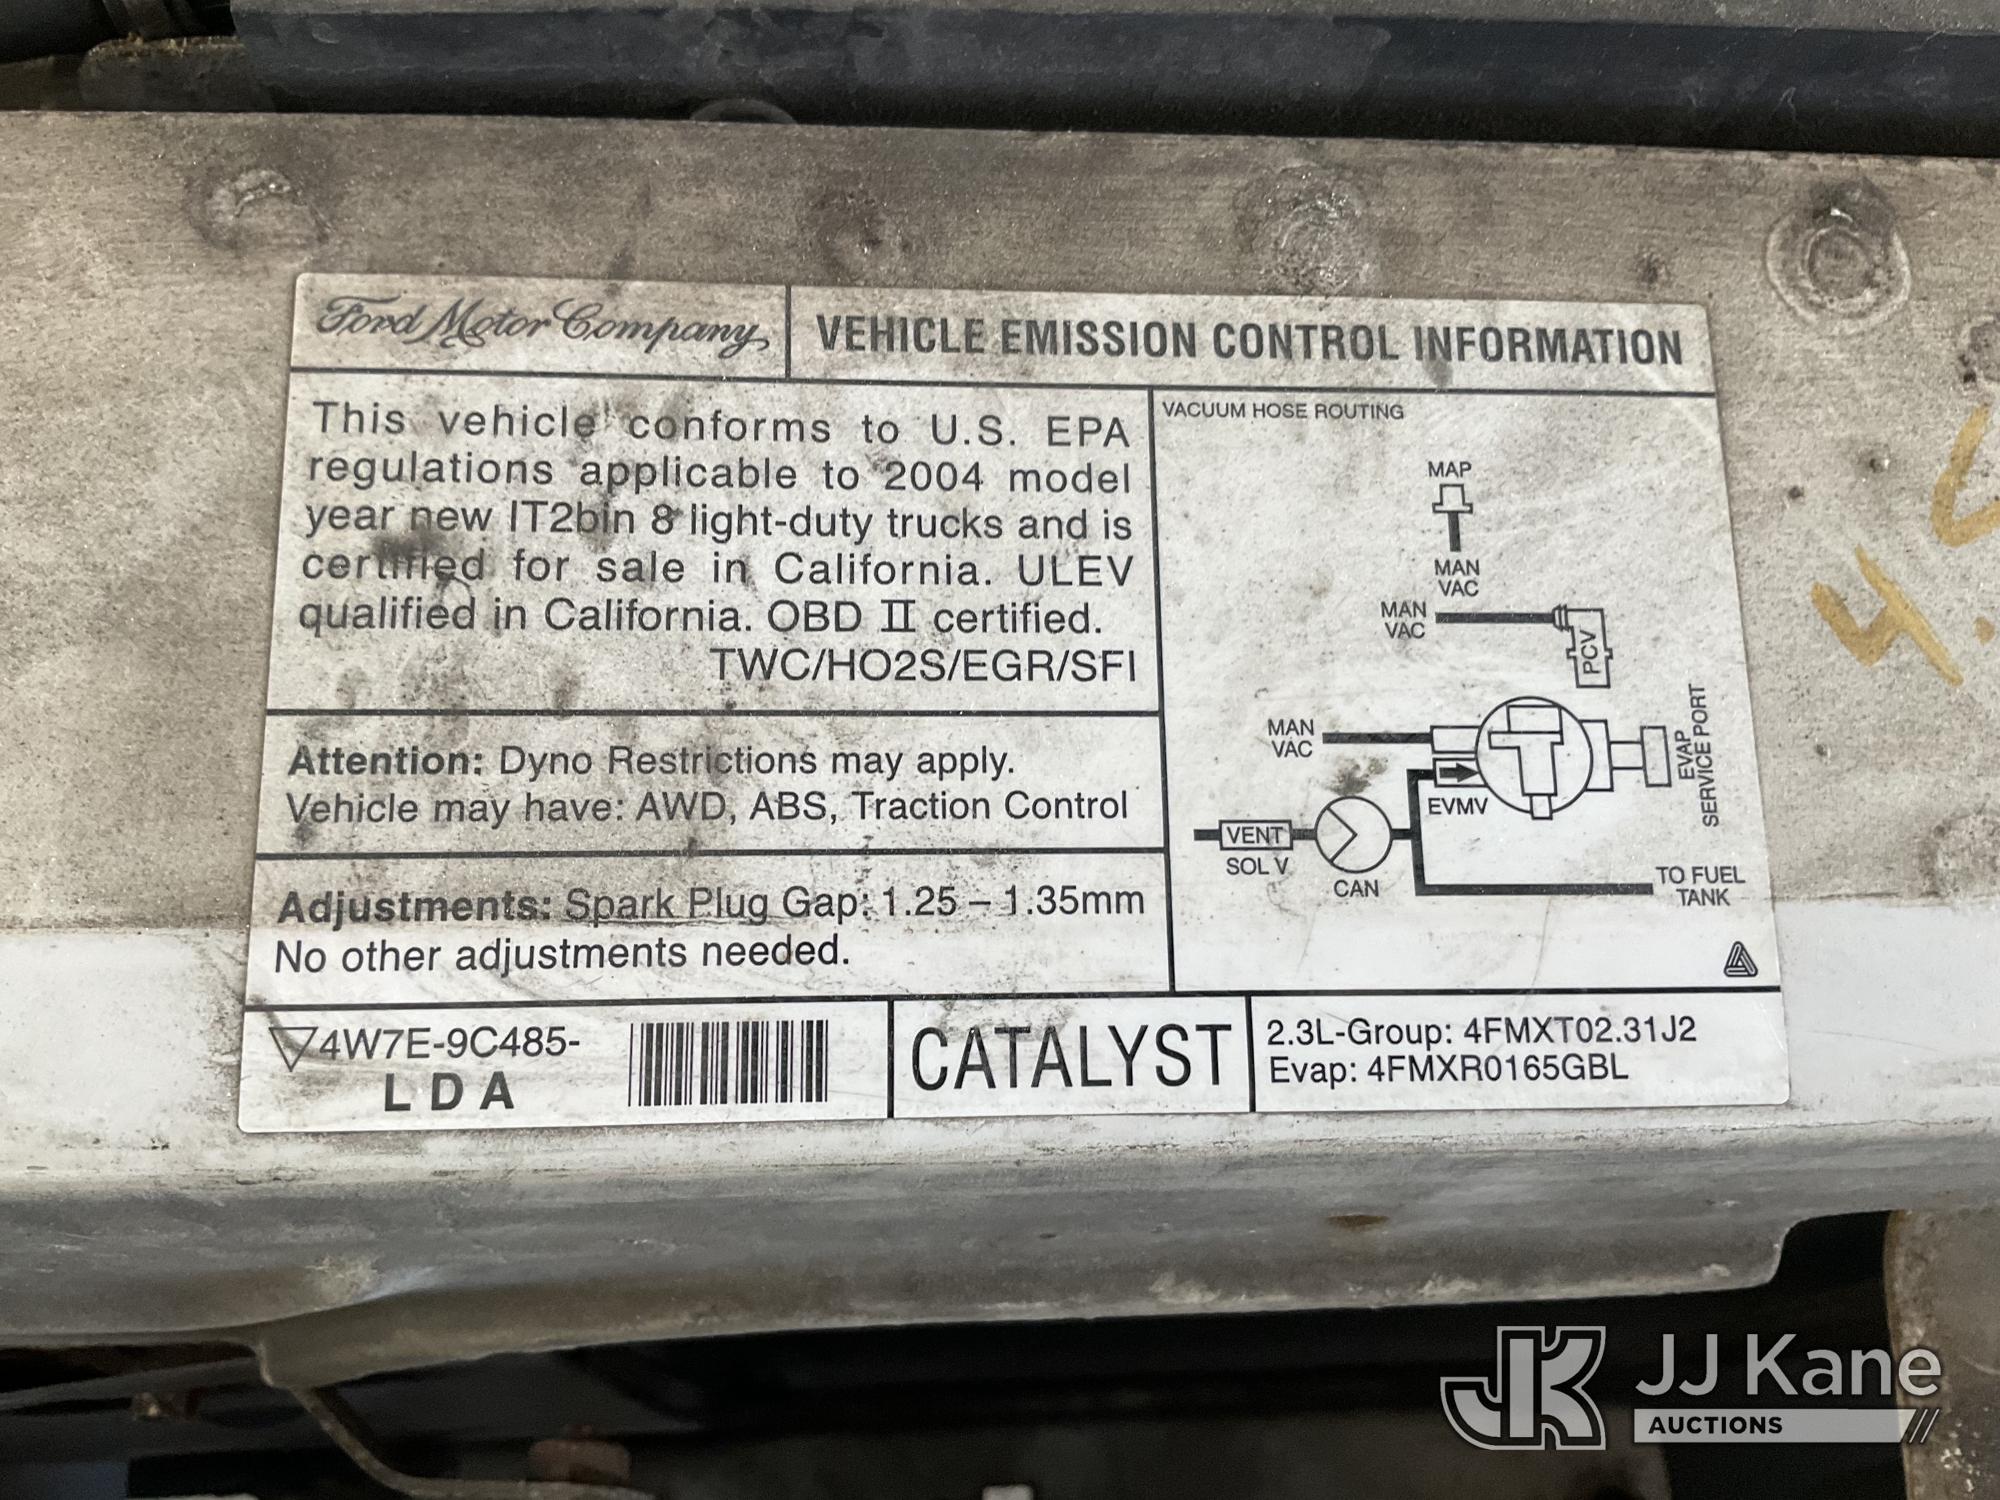 Ford Motor Company
VEHICLE EMISSION CONTROL INFORMATION
This vehicle conforms to U.S. EPA
regulations applicable to 2004 model
year new IT2bin 8 light-duty trucks and is
certified for sale in California. ULEV
qualified in California. OBD II certified.
TWC/HO2S/EGR/SFI
Attention: Dyno Restrictions may apply.
Vehicle may have: AWD, ABS, Traction Control
Adjustments: Spark Plug Gap: 1.25 – 1.35mm
No other adjustments needed.
VACUUM HOSE ROUTING
MAP
MAN
VAC
MAN
VAC
PCV
MAN
VAC
EVMV
EVAP
SERVICE PORT
VENT
SOL V
CAN
TO FUEL
TANK
4W7E-9C485-
LDA
CATALYST
2.3L-Group: 4FMXT02.31J2
Evap: 4FMXR0165GBL
JK
JJ Kane
AUCTIONS